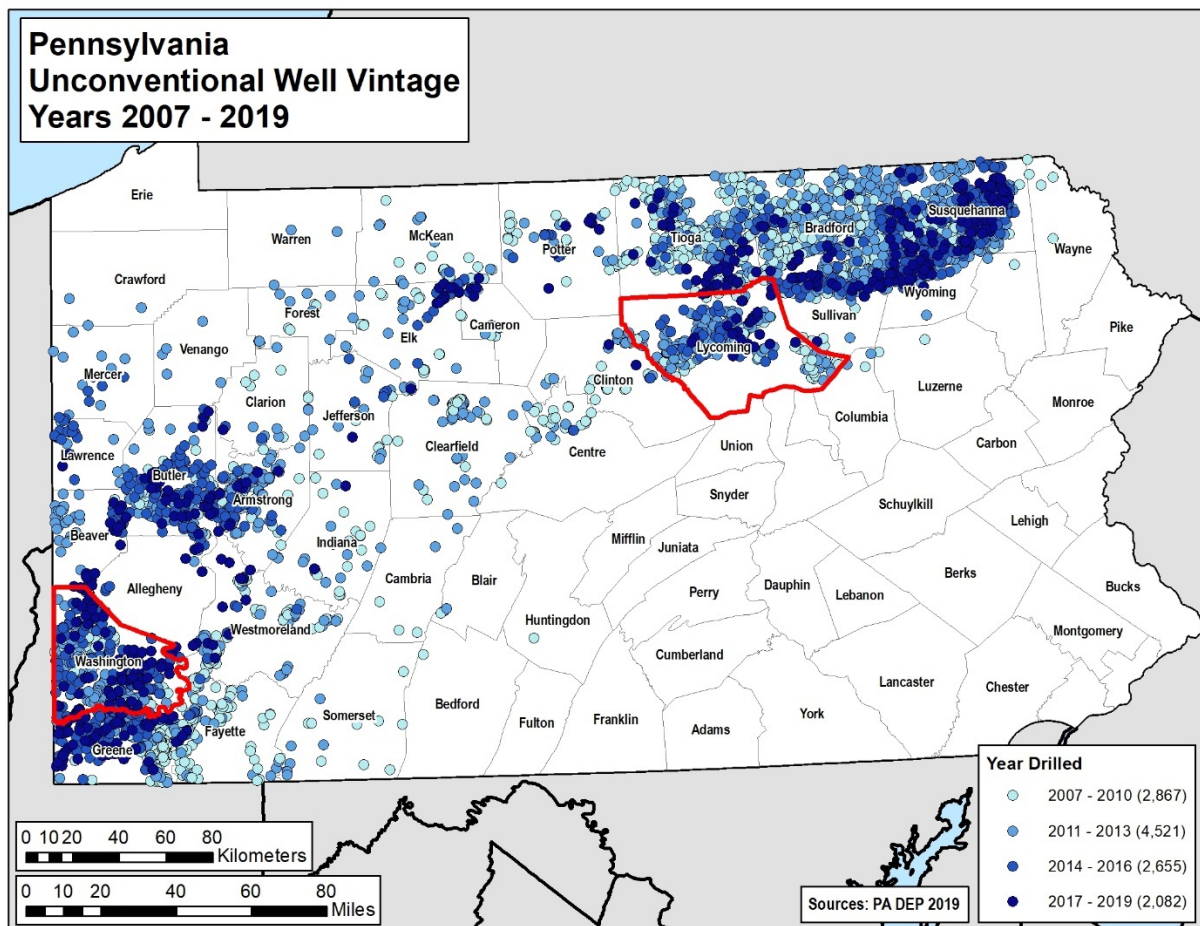 Pennsylvania
Unconventional Well Vintage
Years 2007 - 2019
Erie
Warren
McKean
Potter
Tioga
Bradford
Susquehanna
Wayne
Crawford
Forest
Elk
Cameron
Wyoming
Sullivan
Pike
Venango
Mercer
Clarion
Jefferson
Clinton
Lycoming
Luzerne
Monroe
Columbia
Lawrence
Butler
Armstrong
Clearfield
Centre
Union
Carbon
Snyder
Schuylkill
Lehigh
Beaver
Indiana
Mifflin
Juniata
Allegheny
Cambria
Blair
Perry
Dauphin
Lebanon
Berks
Bucks
Huntingdon
Westmoreland
Montgomery
Washington
Cumberland
Lancaster
Chester
Somerset
Bedford
Fulton
Franklin
Adams
York
Fayette
Greene
Year Drilled
2007 - 2010 (2,867)
2011 - 2013 (4,521)
2014 - 2016 (2,655)
2017 - 2019 (2,082)
0 10 20 40 60 80
Kilometers
0 10 20 40 60 80
Miles
Sources: PA DEP 2019